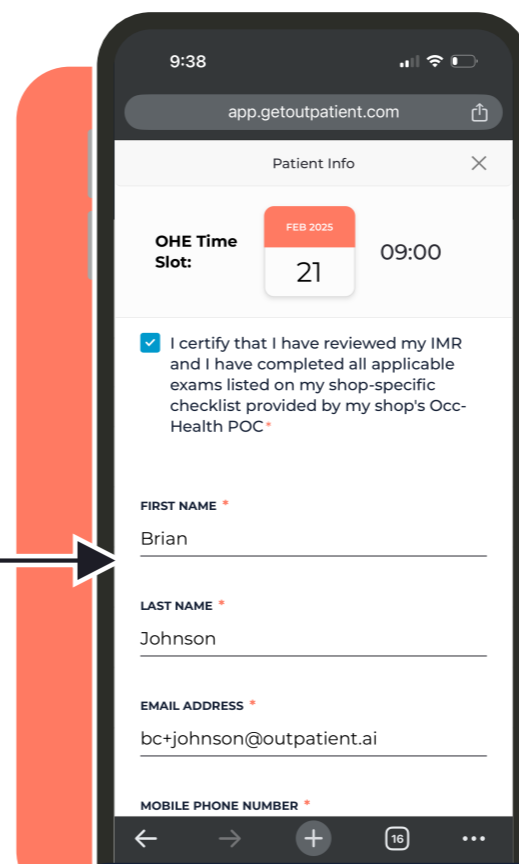 9:38
app.getoutpatient.com
Patient Info
OHE Time
Slot:
FEB 2025
21
09:00
I certify that I have reviewed my IMR
and I have completed all applicable
exams listed on my shop-specific
checklist provided by my shop's Occ-
Health POC*
FIRST NAME *
Brian
LAST NAME *
Johnson
EMAIL ADDRESS *
bc+johnson@outpatient.ai
MOBILE PHONE NUMBER *
16